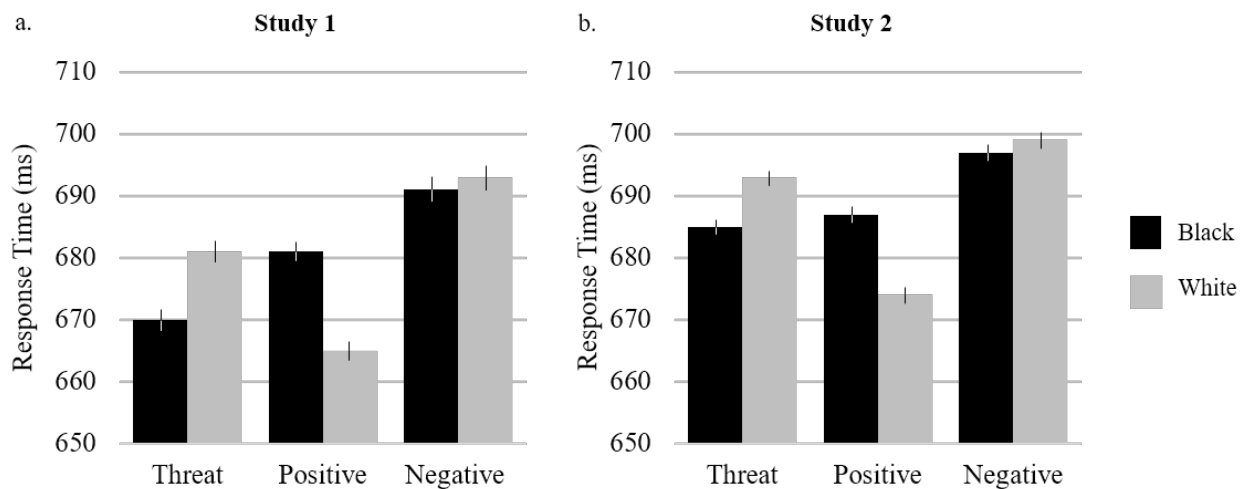 a.
Study 1
710
700
690
680
670
660
650
Response Time (ms)
Threat
Positive
Negative
b.
Study 2
710
700
690
680
670
660
650
Response Time (ms)
Threat
Positive
Negative
Black
White